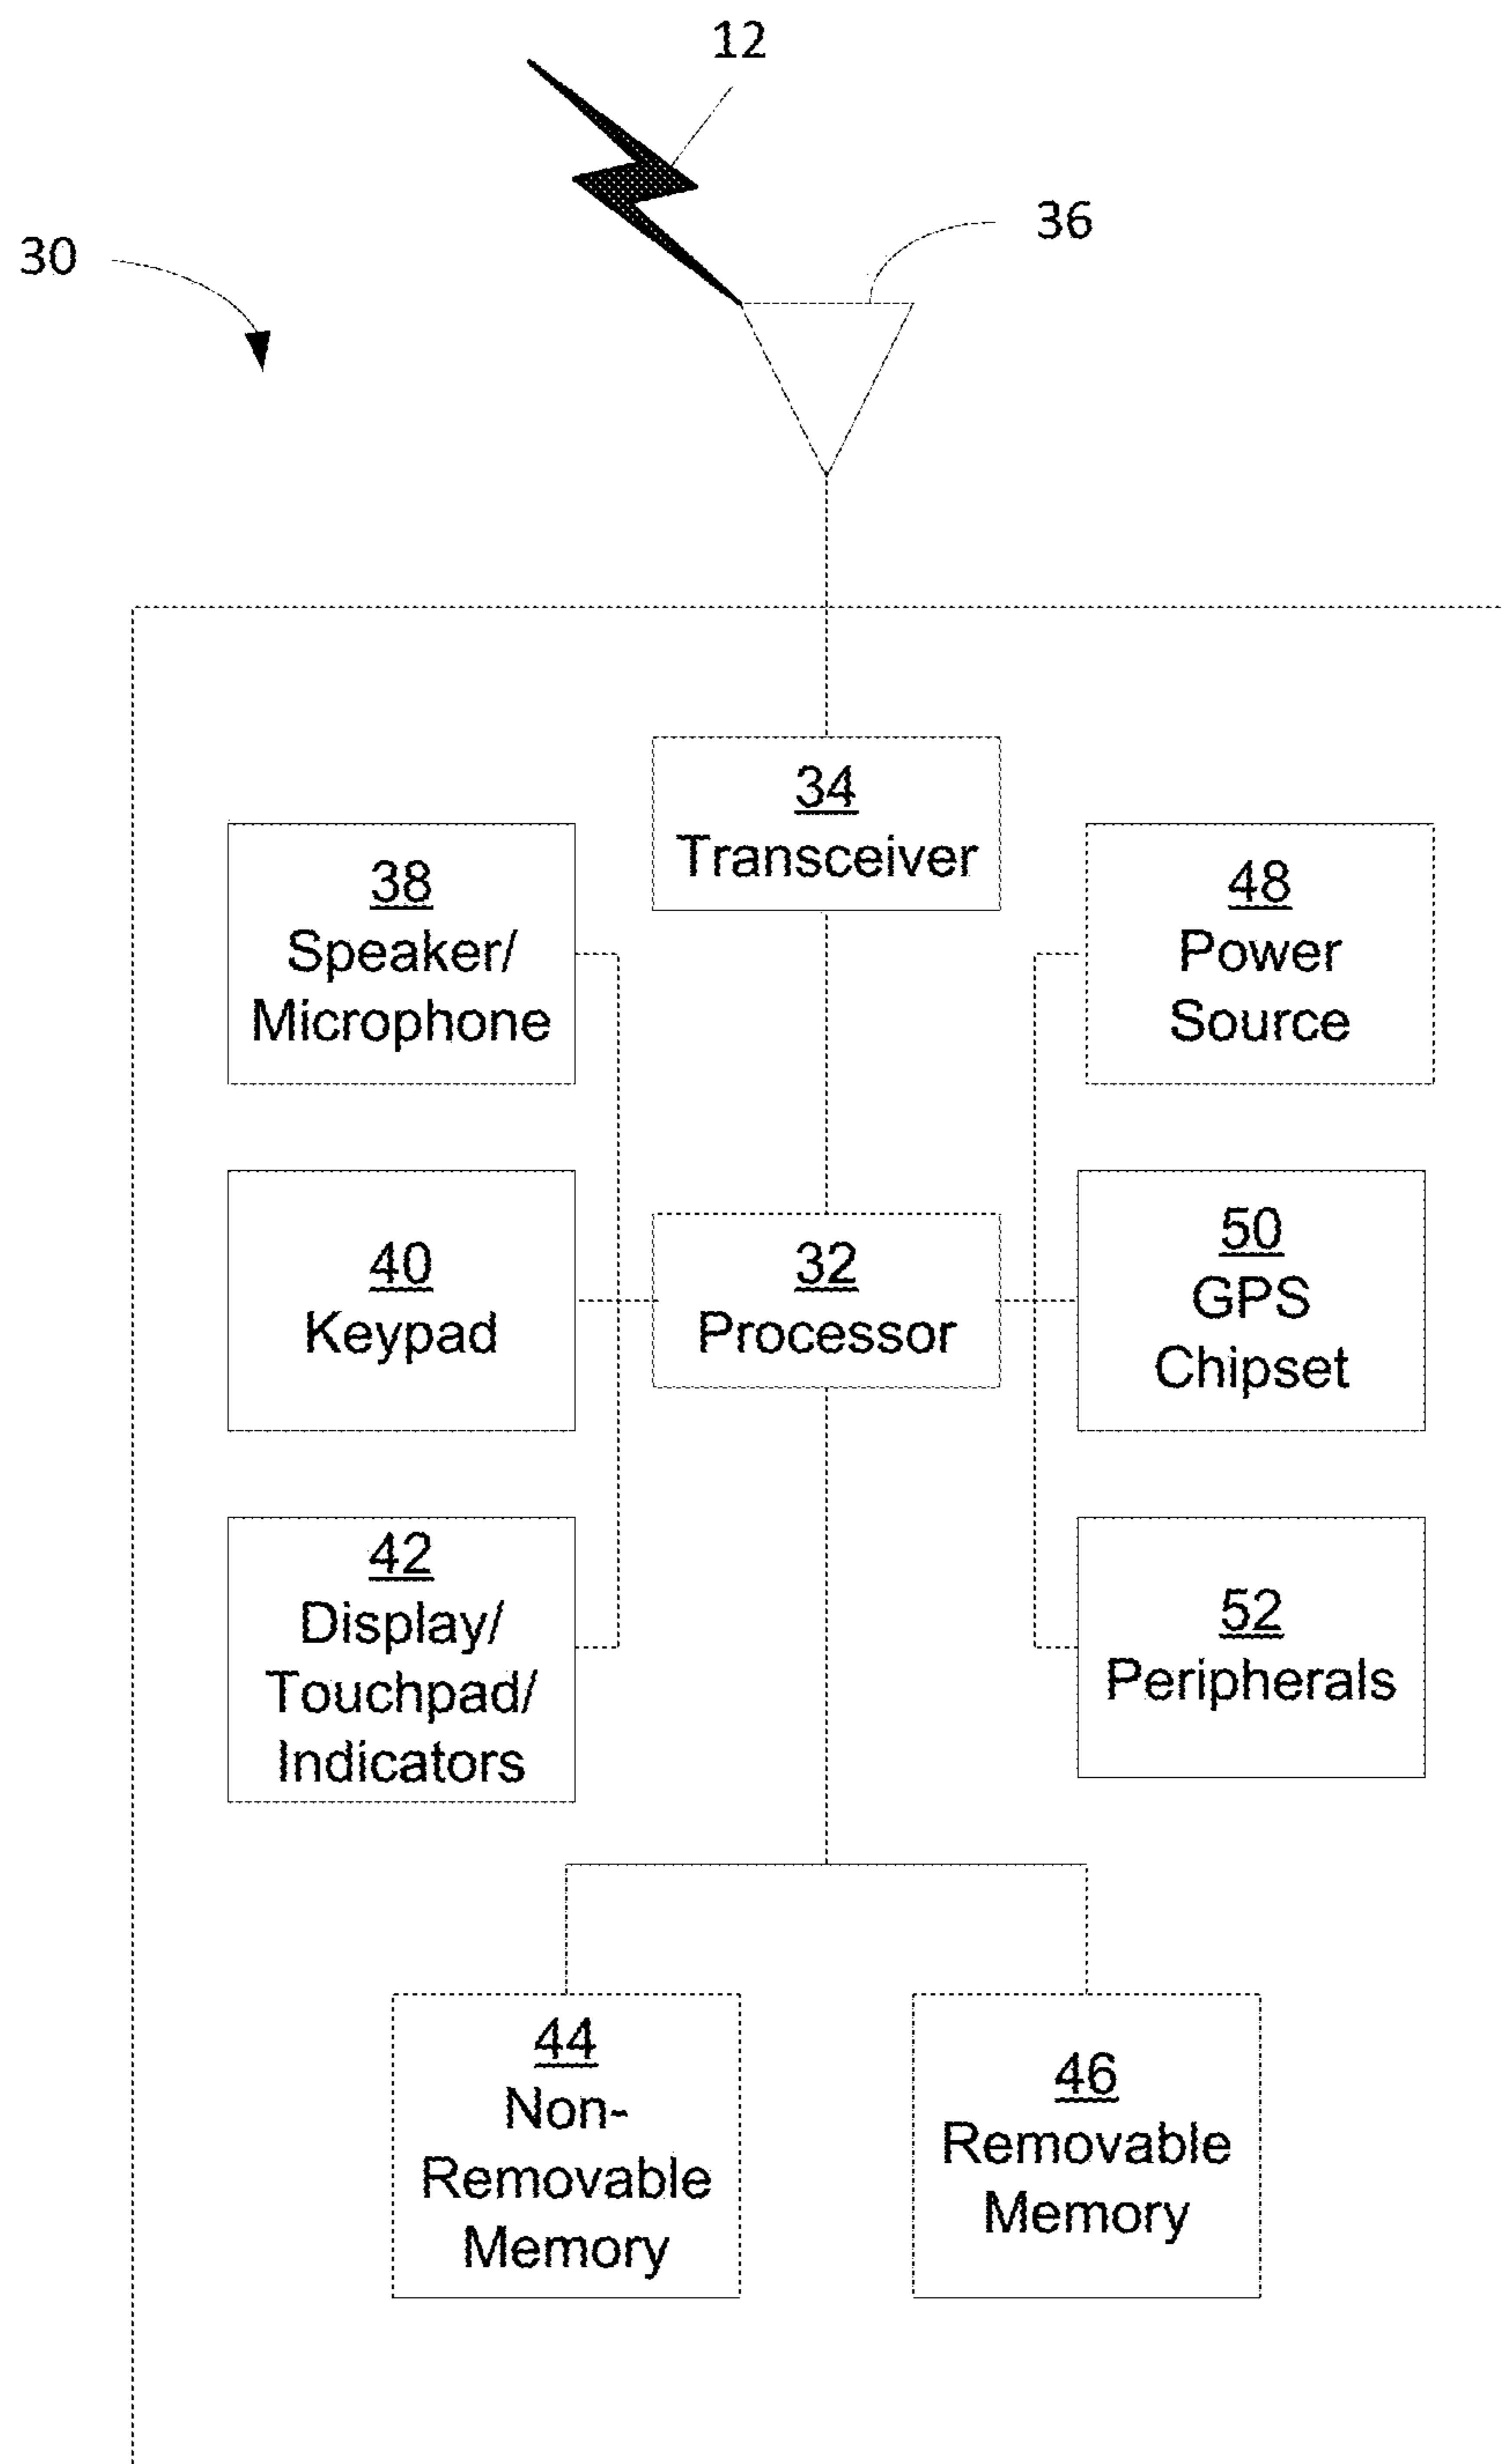 12
36
30
34
Transceiver
38
Speaker/
Microphone
48
Power
Source
40
Keypad
32
Processor
50
GPS
Chipset
42
Display/
Touchpad/
Indicators
52
Peripherals
44
Non-
Removable
Memory
46
Removable
Memory